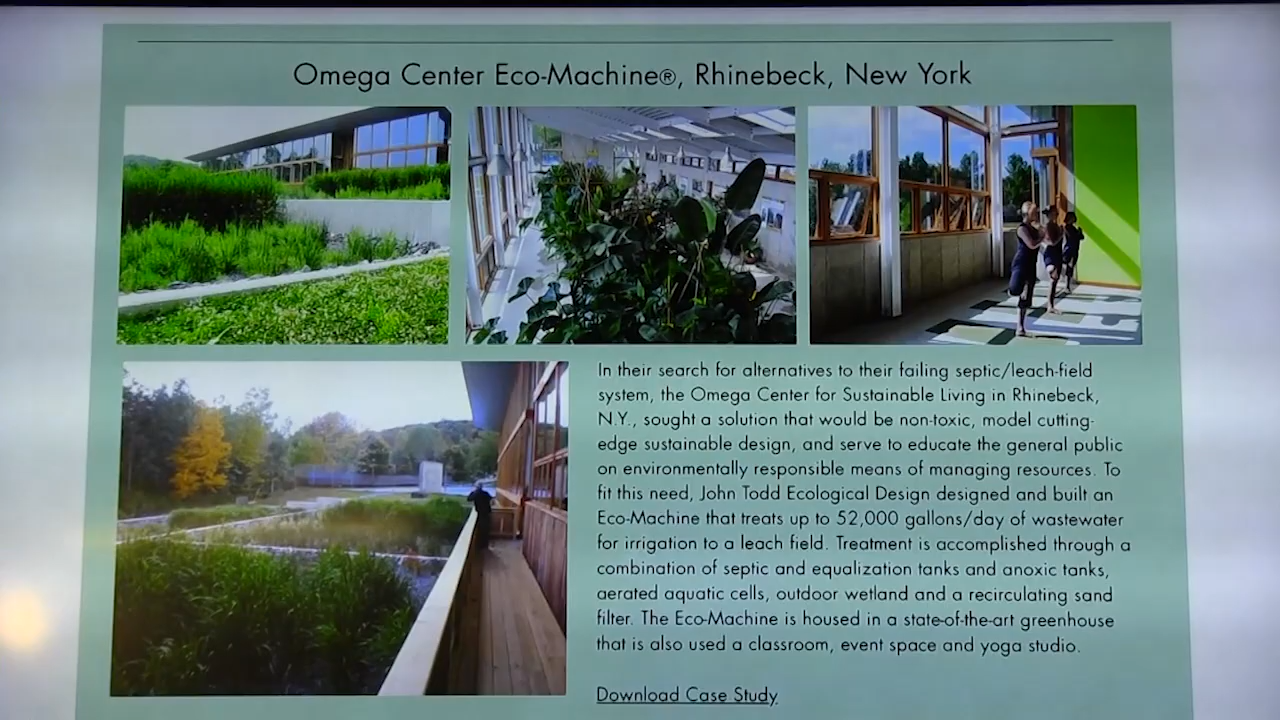 Omega Center Eco-Machine®, Rhinebeck, New York
In their search for alternatives to their failing septic/leach-field
system, the Omega Center for Sustainable Living in Rhinebeck,
N.Y., sought a solution that would be non-toxic, model cutting-
edge sustainable design, and serve to educate the general public
on environmentally responsible means of managing resources. To
fit this need, John Todd Ecological Design designed and built an
Eco-Machine that treats up to 52,000 gallons/day of wastewater
for irrigation to a leach field. Treatment is accomplished through a
combination of septic and equalization tanks and anoxic tanks,
aerated aquatic cells, outdoor wetland and a recirculating sand
filter. The Eco-Machine is housed in a state-of-the-art greenhouse
that is also used a classroom, event space and yoga studio.
Download Case Study